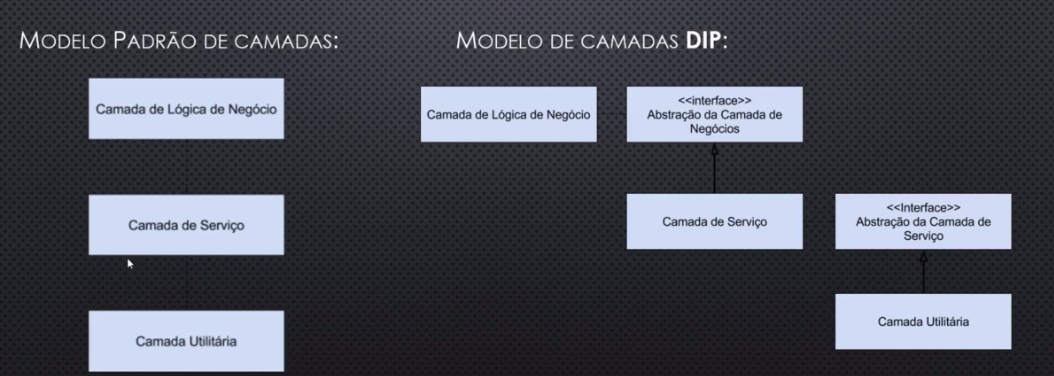 MODELO PADRÃO DE CAMADAS:
MODELO DE CAMADAS DIP:
Camada de Lógica de Negócio
Camada de Serviço
Camada Utilitária
Camada de Lógica de Negócio
<<interface>>
Abstração da Camada de
Negócios
Camada de Serviço
<<Interface>>
Abstração da Camada de
Serviço
Camada Utilitária